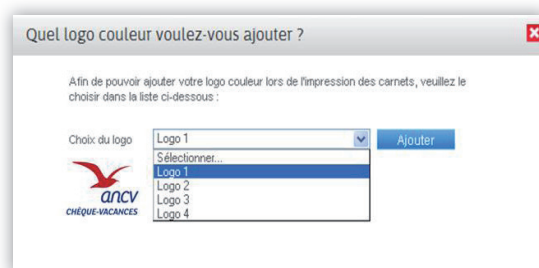 Quel logo couleur voulez-vous ajouter ?
Afin de pouvoir ajouter votre logo couleur lors de l'impression des carnets, veuillez le
choisir dans la liste ci-dessous :
Choix du logo
Logo 1
Ajouter
Sélectionner...
Logo 1
Logo 2
Logo 3
Logo 4
ancv
CHÈQUE-VACANCES